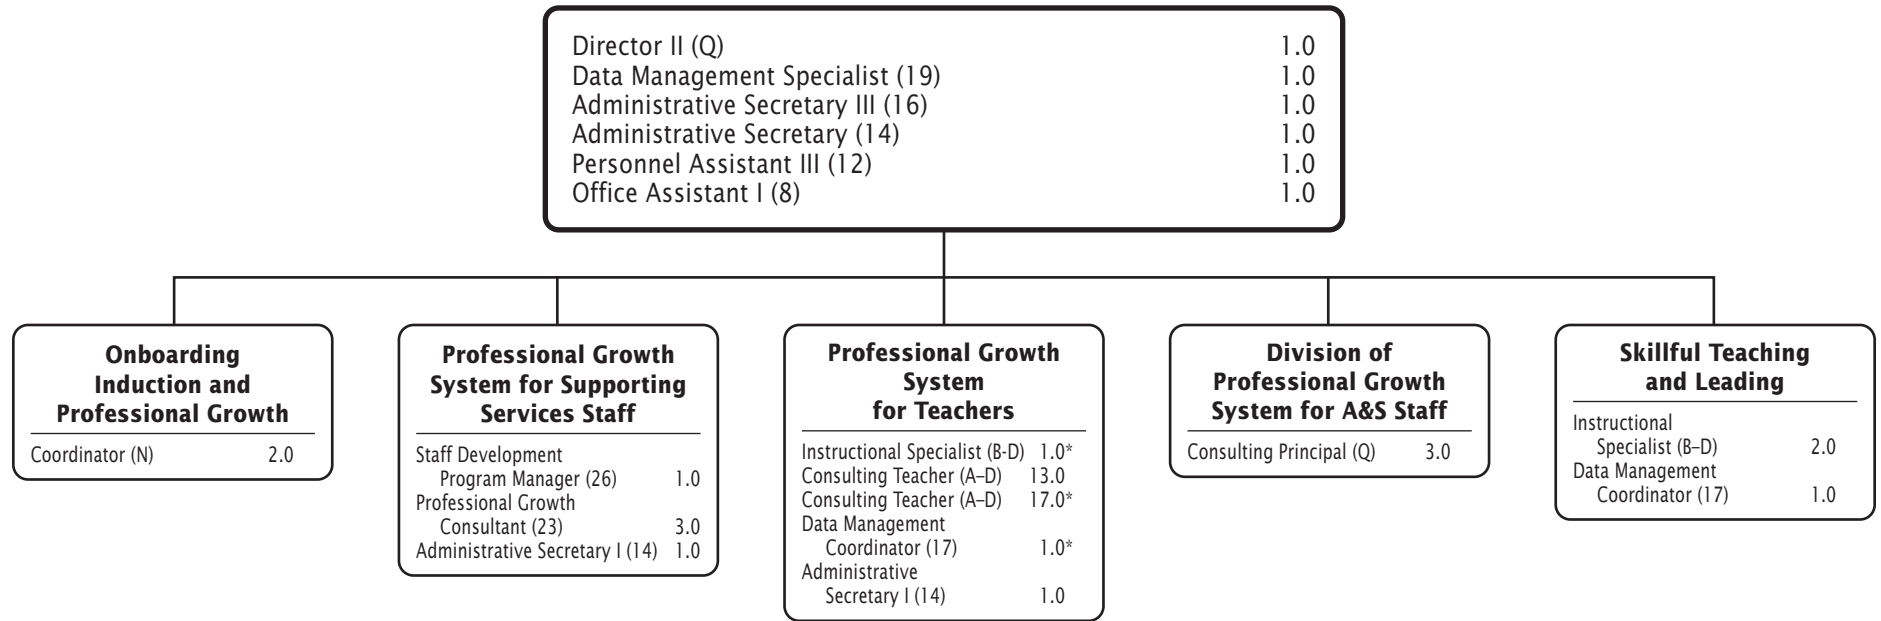 Director II (Q) 1.0
Data Management Specialist (19) 1.0
Administrative Secretary III (16) 1.0
Administrative Secretary (14) 1.0
Personnel Assistant III (12) 1.0
Office Assistant I (8) 1.0
Onboarding
Induction and
Professional Growth
Coordinator (N) 2.0
Professional Growth
System for Supporting
Services Staff
Staff Development
Program Manager (26) 1.0
Professional Growth
Consultant (23) 3.0
Administrative Secretary I (14) 1.0
Professional Growth
System
for Teachers
Instructional Specialist (B-D) 1.0*
Consulting Teacher (A–D) 13.0
Consulting Teacher (A–D) 17.0*
Data Management
Coordinator (17) 1.0*
Administrative
Secretary I (14) 1.0
Division of
Professional Growth
System for A&S Staff
Consulting Principal (Q) 3.0
Skillful Teaching
and Leading
Instructional
Specialist (B–D) 2.0
Data Management
Coordinator (17) 1.0